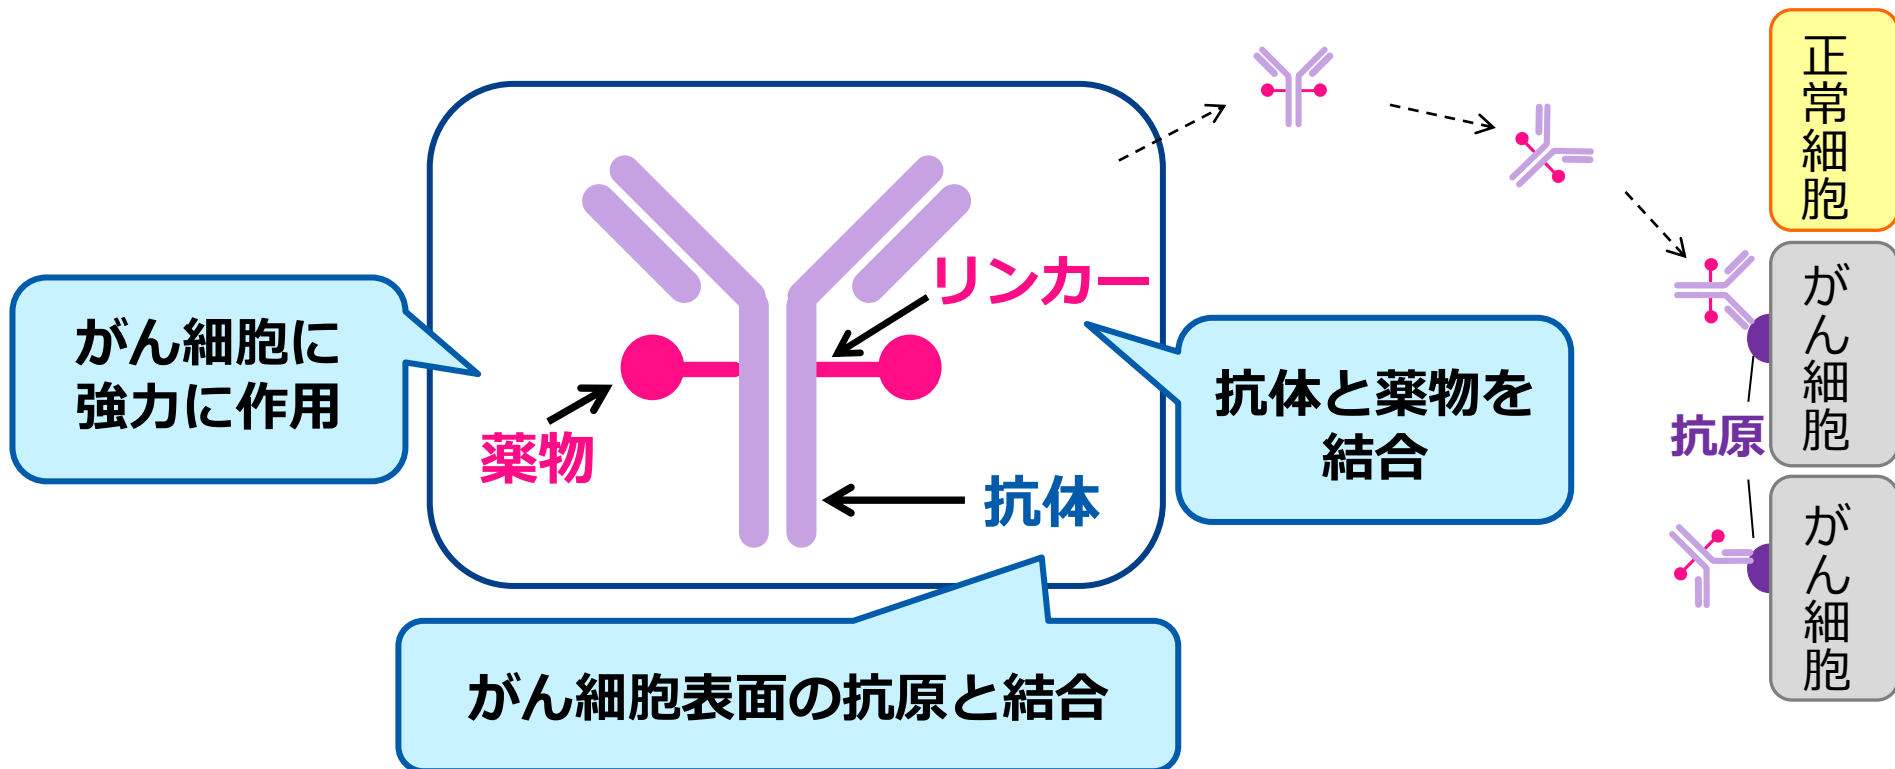 がん細胞に
強力に作用
薬物
リンカー
抗体
抗体と薬物を
結合
がん細胞表面の抗原と結合
正常細胞
がん細胞
抗原
がん細胞